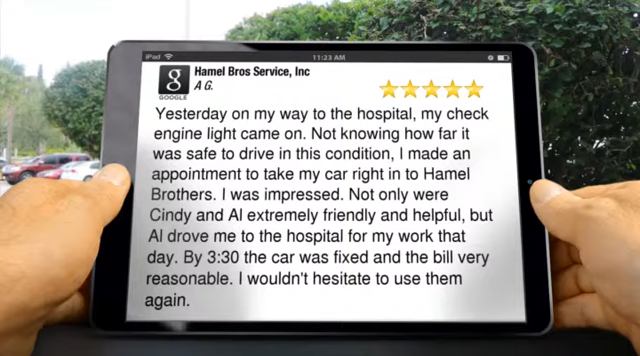 iPad
11:23 AM
g
GOOGLE
Hamel Bros Service, Inc
A G.
Yesterday on my way to the hospital, my check
engine light came on. Not knowing how far it
was safe to drive in this condition, I made an
appointment to take my car right in to Hamel
Brothers. I was impressed. Not only were
Cindy and Al extremely friendly and helpful, but
Al drove me to the hospital for my work that
day. By 3:30 the car was fixed and the bill very
reasonable. I wouldn't hesitate to use them
again.